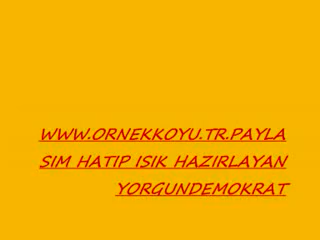 WWW.ORNEKKOYU.TR.PAYLA
SIM HATIP ISIK HAZIRLAYAN
YORGUNDEMOKRAT